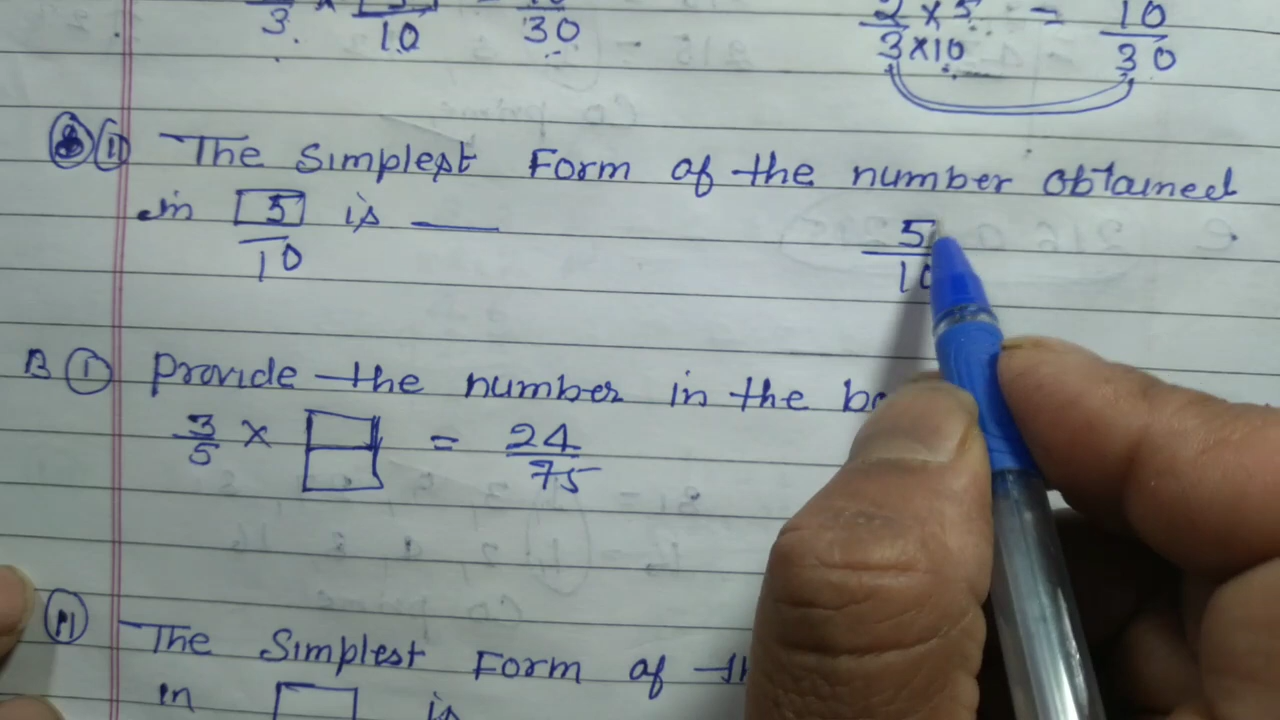 3 × 10 = 30
2×5 = 10
3×10 30
(ii) The Simplest Form of the number obtained
in 5 is ___
10
5
10
B (i) Provide the number in the
3/5 × = 24/75
(ii) The Simplest Form of
in is